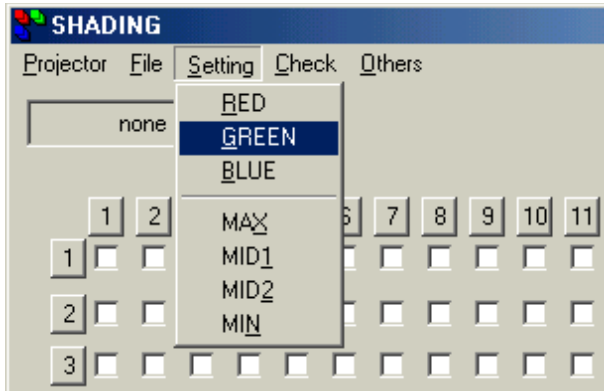 SHADING
Projector File Setting Check Others
none
RED
GREEN
BLUE
MAX
MID1
MID2
MIN
1 2 6 7 8 9 10 11
1
2
3